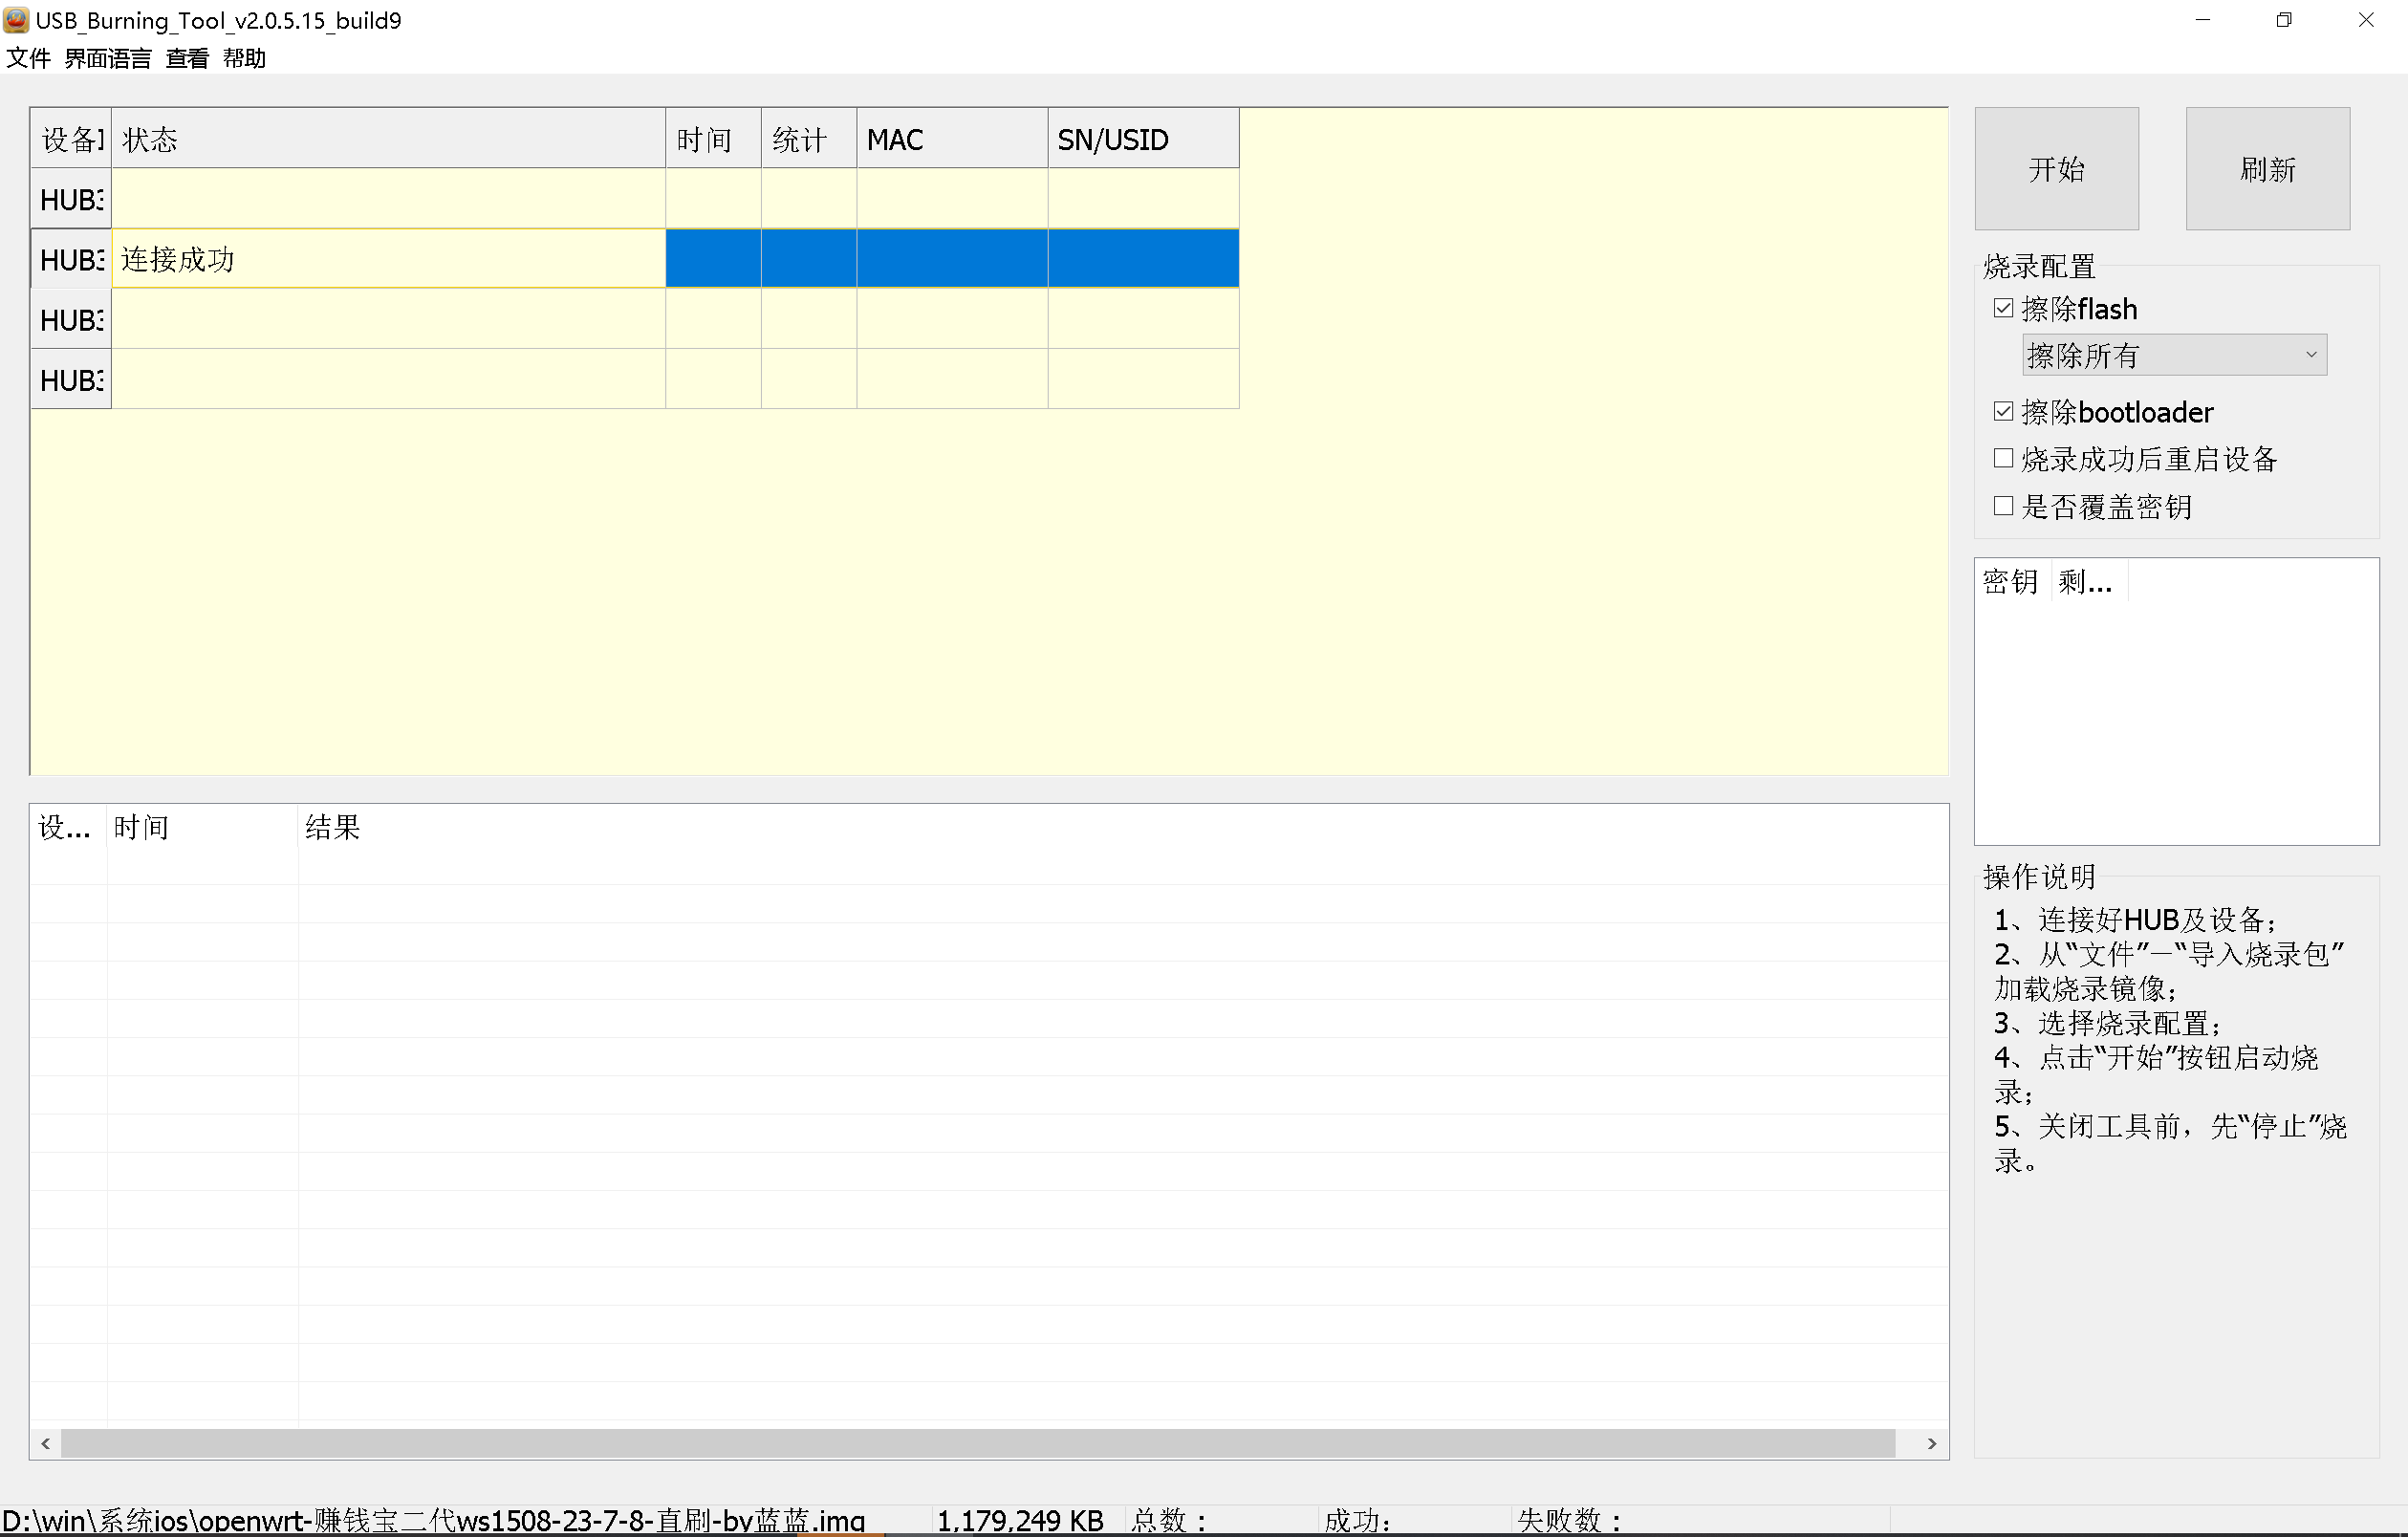 USB_Burning_Tool_v2.0.5.15_build9
文件 界面语言 查看 帮助
设备I 状态 时间 统计 MAC SN/USID
HUB3
HUB3 连接成功
HUB3
HUB3
开始 刷新
烧录配置
擦除flash
擦除所有
擦除bootloader
烧录成功后重启设备
是否覆盖密钥
密钥 剩...
设... 时间 结果
操作说明
1、连接好HUB及设备；
2、从“文件”—“导入烧录包”
加载烧录镜像；
3、选择烧录配置；
4、点击“开始”按钮启动烧
录；
5、关闭工具前，先“停止”烧
录。
D:\win\系统ios\openwrt-赚钱宝二代ws1508-23-7-8-直刷-by蓝蓝.img 1,179,249 KB 总数： 成功： 失败数：